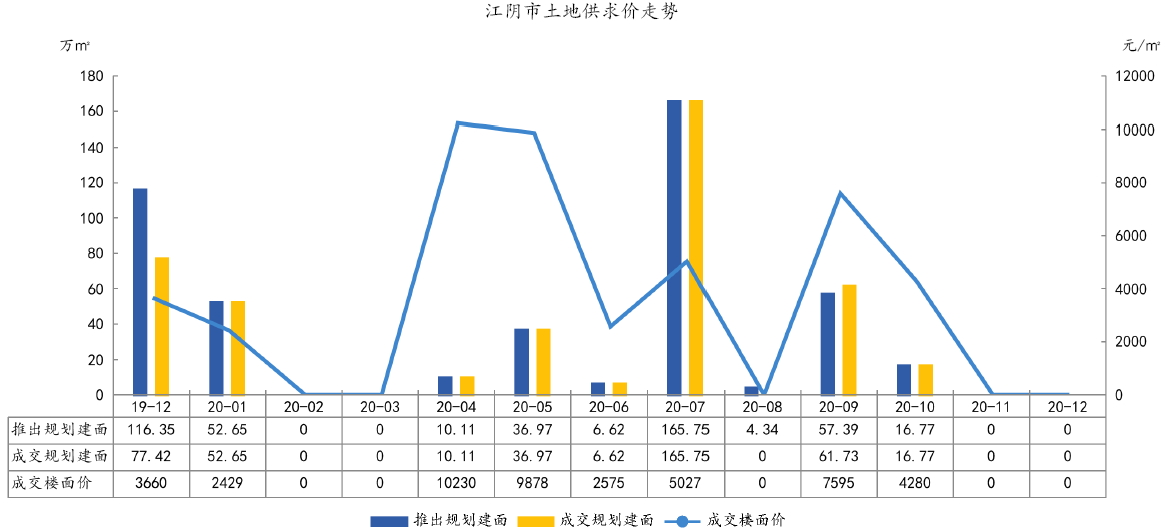 江阴市土地供求价走势
万㎡ 元/㎡
180 12000
160
140 10000
120 8000
100
80 6000
60 4000
40
20 2000
0 0
19-12 20-01 20-02 20-03 20-04 20-05 20-06 20-07 20-08 20-09 20-10 20-11 20-12
推出规划建面 116.35 52.65 0 0 10.11 36.97 6.62 165.75 4.34 57.39 16.77 0 0
成交规划建面 77.42 52.65 0 0 10.11 36.97 6.62 165.75 0 61.73 16.77 0 0
成交楼面价 3660 2429 0 0 10230 9878 2575 5027 0 7595 4280 0 0
推出规划建面 成交规划建面 成交楼面价